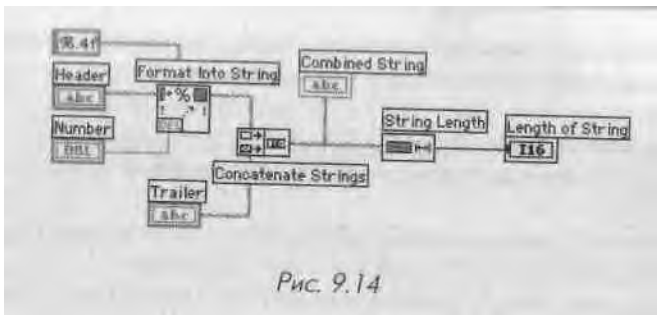 %.4f
Header
abc
Number
DBL
Format Into String
%
Trailer
abc
Concatenate Strings
Combined String
abc
String Length
Length of String
I16
Рис. 9.14